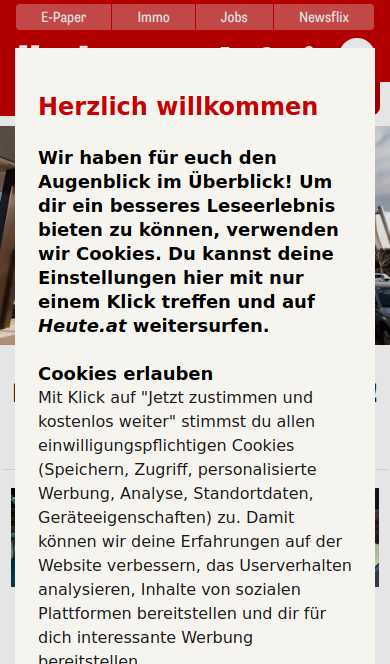 E-Paper Immo Jobs Newsflix
Herzlich willkommen
Wir haben für euch den
Augenblick im Überblick! Um
dir ein besseres Leseerlebnis
bieten zu können, verwenden
wir Cookies. Du kannst deine
Einstellungen hier mit nur
einem Klick treffen und auf
Heute.at weitersurfen.
Cookies erlauben
Mit Klick auf "Jetzt zustimmen und
kostenlos weiter" stimmst du allen
einwilligungspflichtigen Cookies
(Speichern, Zugriff, personalisierte
Werbung, Analyse, Standortdaten,
Geräteeigenschaften) zu. Damit
können wir deine Erfahrungen auf der
Website verbessern, das Userverhalten
analysieren, Inhalte von sozialen
Plattformen bereitstellen und dir für
dich interessante Werbung
bereitstellen